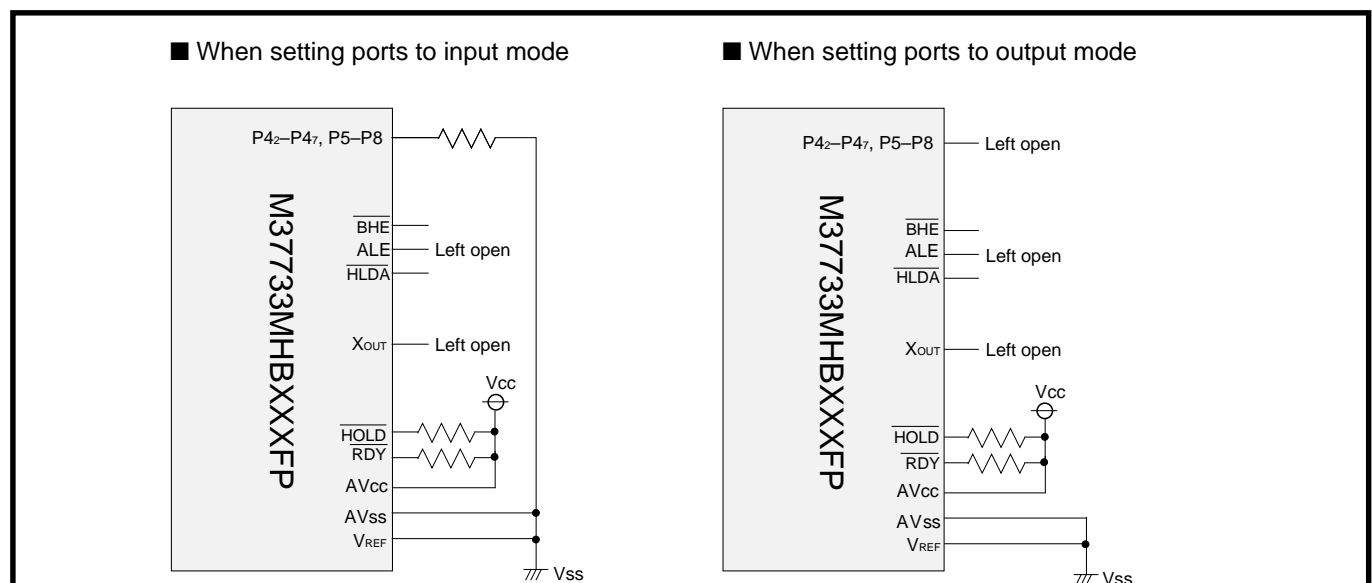 ■ When setting ports to input mode
P42–P47, P5–P8
M37733MHBXXXFP
BHE
ALE
HLDA
Left open
XOUT
Left open
Vcc
HOLD
RDY
AVcc
AVss
VREF
Vss
■ When setting ports to output mode
P42–P47, P5–P8
Left open
M37733MHBXXXFP
BHE
ALE
HLDA
Left open
XOUT
Left open
Vcc
HOLD
RDY
AVcc
AVss
VREF
Vss